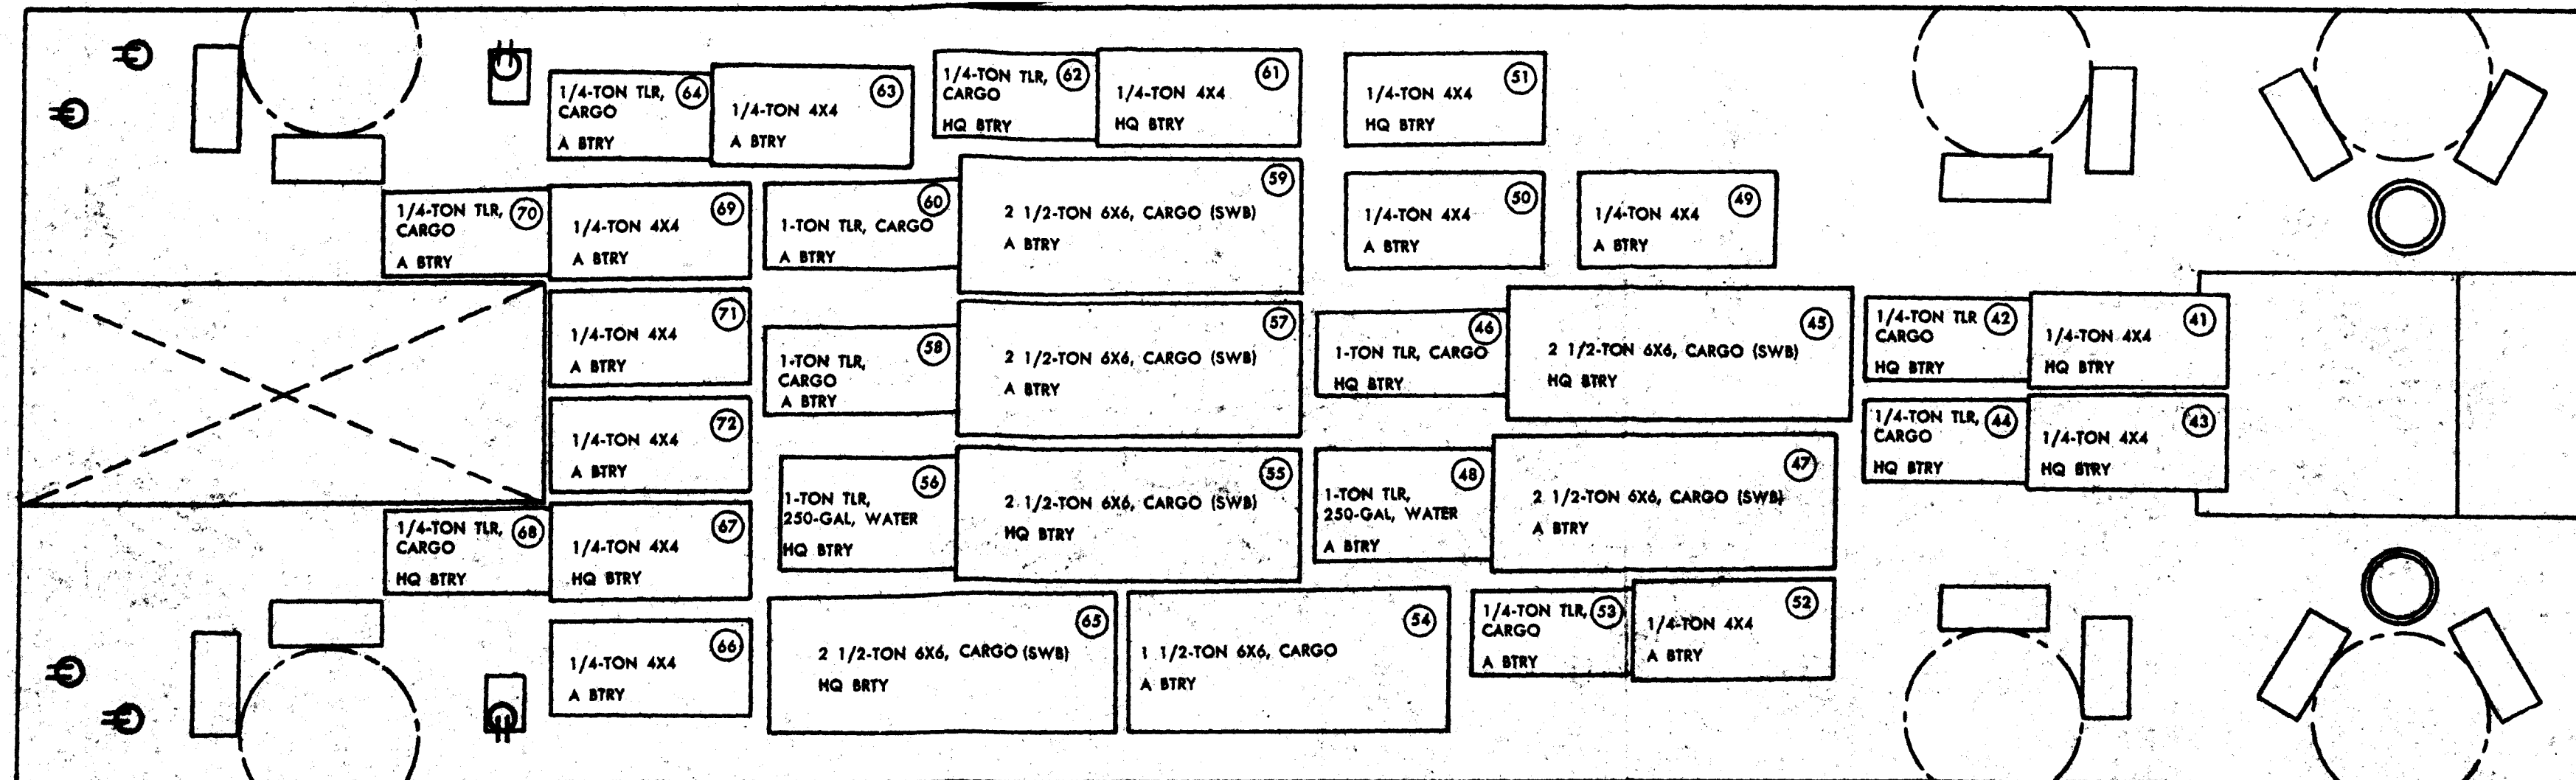 1/4-TON TLR, 64
CARGO
A BTRY
63
1/4-TON 4X4
A BTRY
1/4-TON TLR, 62
CARGO
HQ BTRY
61
1/4-TON 4X4
HQ BTRY
51
1/4-TON 4X4
HQ BTRY
1/4-TON TLR, 70
CARGO
A BTRY
69
1/4-TON 4X4
A BTRY
60
1-TON TLR, CARGO
A BTRY
59
2 1/2-TON 6X6, CARGO (SWB)
A BTRY
50
1/4-TON 4X4
A BTRY
49
1/4-TON 4X4
A BTRY
71
1/4-TON 4X4
A BTRY
58
1-TON TLR,
CARGO
A BTRY
57
2 1/2-TON 6X6, CARGO (SWB)
A BTRY
46
1-TON TLR, CARGO
HQ BTRY
45
2 1/2-TON 6X6, CARGO (SWB)
HQ BTRY
1/4-TON TLR 42
CARGO
HQ BTRY
41
1/4-TON 4X4
HQ BTRY
72
1/4-TON 4X4
A BTRY
56
1-TON TLR,
250-GAL, WATER
HQ BTRY
55
2 1/2-TON 6X6, CARGO (SWB)
HQ BTRY
48
1-TON TLR,
250-GAL, WATER
A BTRY
47
2 1/2-TON 6X6, CARGO (SWB)
A BTRY
1/4-TON TLR, 44
CARGO
HQ BTRY
43
1/4-TON 4X4
HQ BTRY
1/4-TON TLR, 68
CARGO
HQ BTRY
67
1/4-TON 4X4
HQ BTRY
66
1/4-TON 4X4
A BTRY
65
2 1/2-TON 6X6, CARGO (SWB)
HQ BRTY
54
1 1/2-TON 6X6, CARGO
A BTRY
1/4-TON TLR, 53
CARGO
A BTRY
52
1/4-TON 4X4
A BTRY